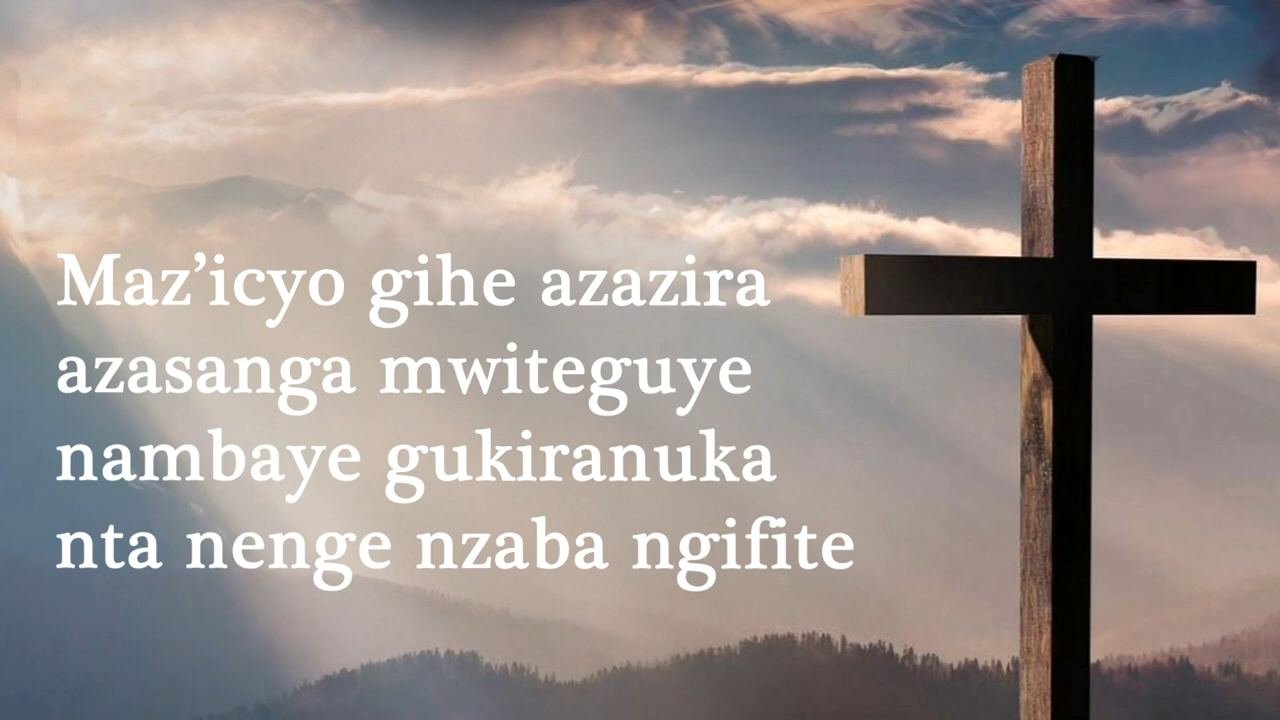 Maz’icyo gihe azazira
azasanga mwiteguye
nambaye gukiranuka
nta nenge nzaba ngifite